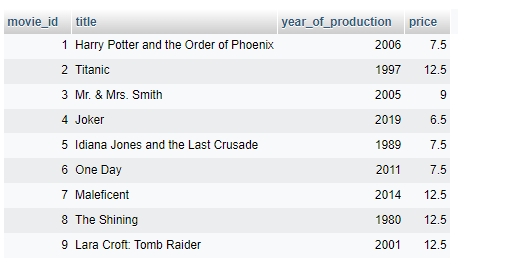 movie_id title year_of_production price
1 Harry Potter and the Order of Phoenix 2006 7.5
2 Titanic 1997 12.5
3 Mr. & Mrs. Smith 2005 9
4 Joker 2019 6.5
5 Idiana Jones and the Last Crusade 1989 7.5
6 One Day 2011 7.5
7 Maleficent 2014 12.5
8 The Shining 1980 12.5
9 Lara Croft: Tomb Raider 2001 12.5